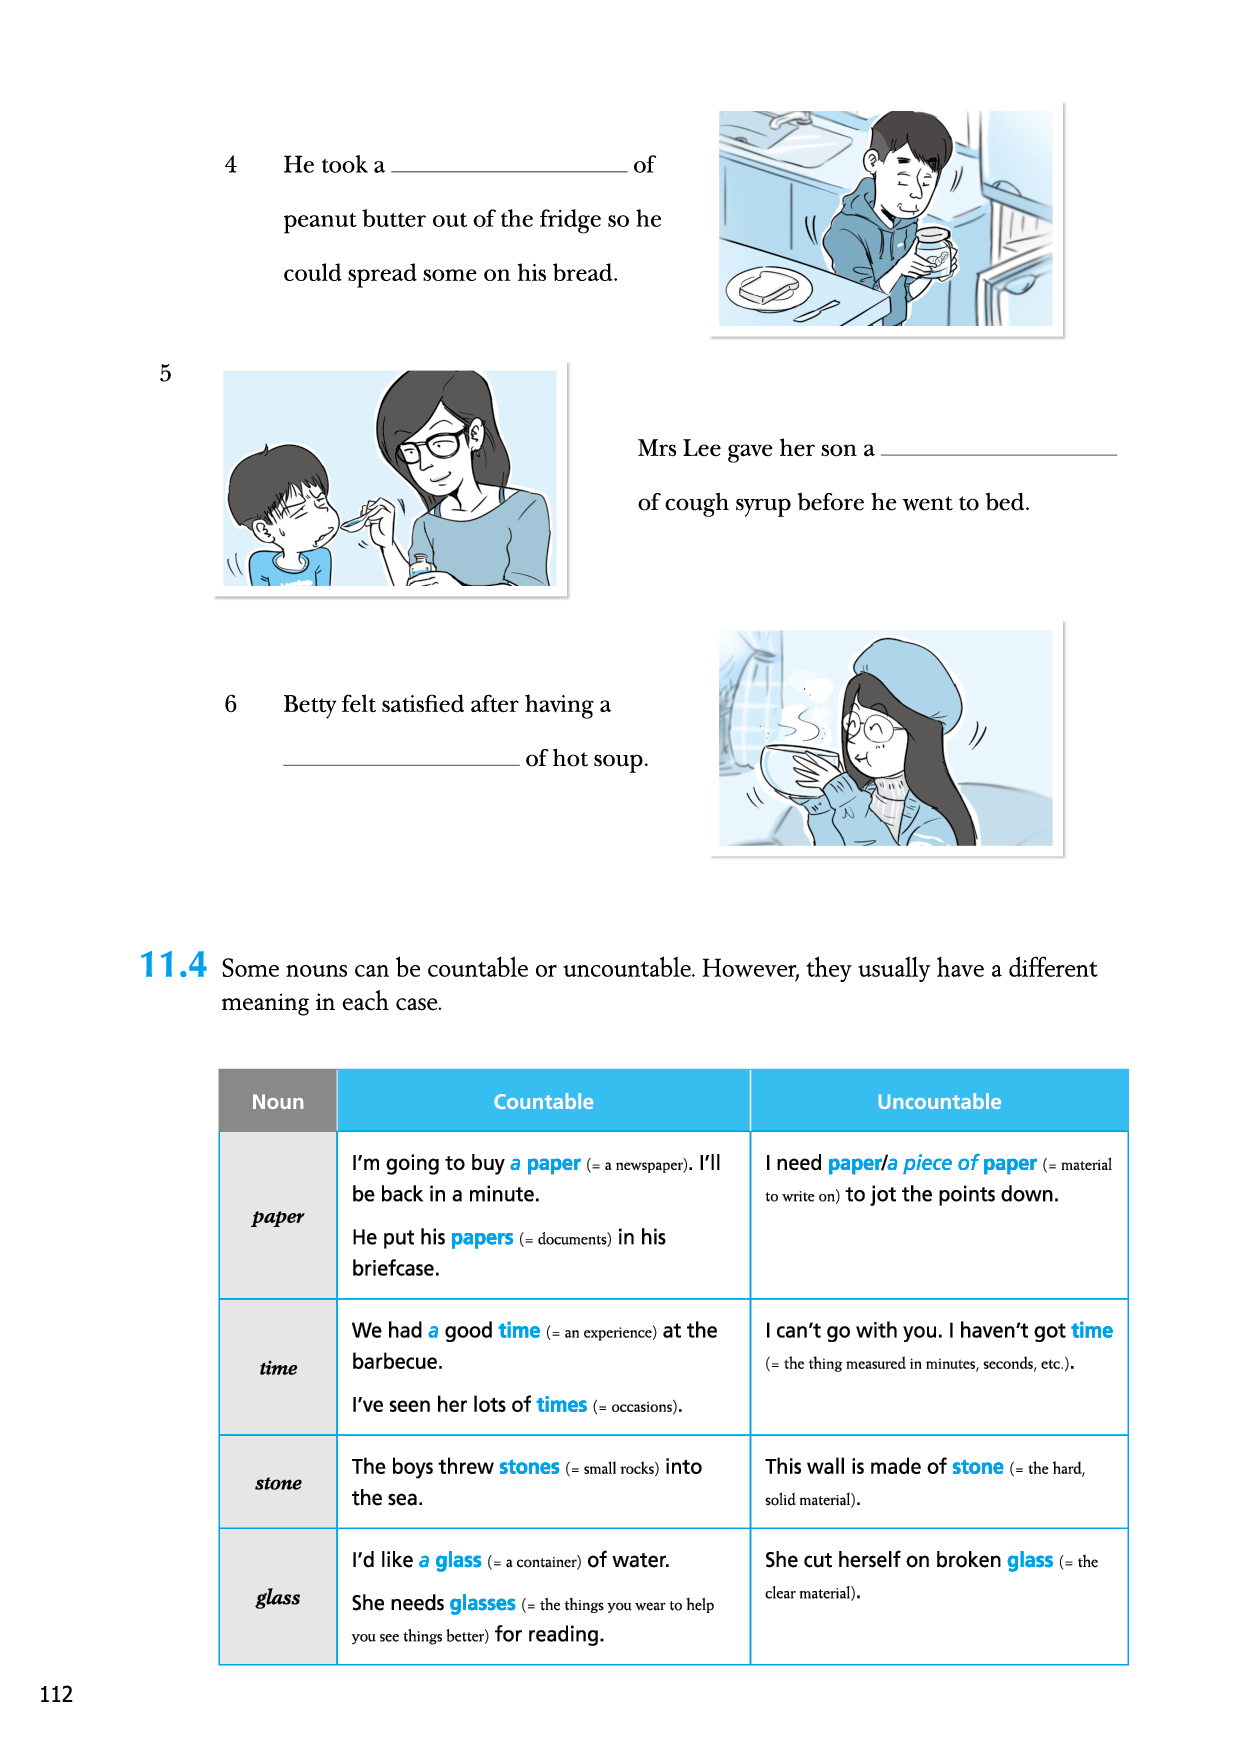 4 He took a ____ of
peanut butter out of the fridge so he
could spread some on his bread.
5
Mrs Lee gave her son a ____
of cough syrup before he went to bed.
6 Betty felt satisfied after having a
____ of hot soup.
11.4 Some nouns can be countable or uncountable. However, they usually have a different
meaning in each case.
Noun Countable Uncountable
paper
I'm going to buy a paper (= a newspaper). I'll
be back in a minute.
He put his papers (= documents) in his
briefcase.
I need paper/a piece of paper (= material
to write on) to jot the points down.
time
We had a good time (= an experience) at the
barbecue.
I've seen her lots of times (= occasions).
I can't go with you. I haven't got time
(= the thing measured in minutes, seconds, etc.).
stone
The boys threw stones (= small rocks) into
the sea.
This wall is made of stone (= the hard,
solid material).
glass
I'd like a glass (= a container) of water.
She needs glasses (= the things you wear to help
you see things better) for reading.
She cut herself on broken glass (= the
clear material).
112